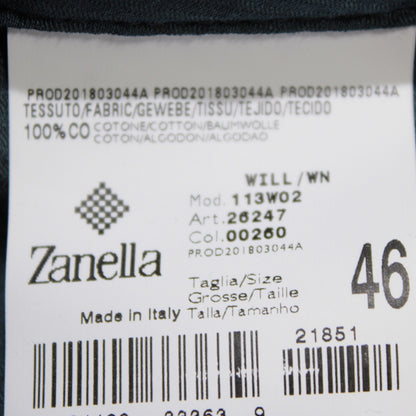 PROD201803044A PROD201803044A PROD201803044A
TESSUTO/FABRIC/GEWEBE/TISSU/TEJIDO/TECIDO
100%CO COTONE/COTTON/BAUMWOLLE
COTON/ALGODON/ALGODAO
WILL/WN
Mod. 113W02
Art. 26247
Col. 00260
PROD201803044A
Zanella
Taglia/Size
Grosse/Taille
Made in Italy Talla/Tamanho
46
21851